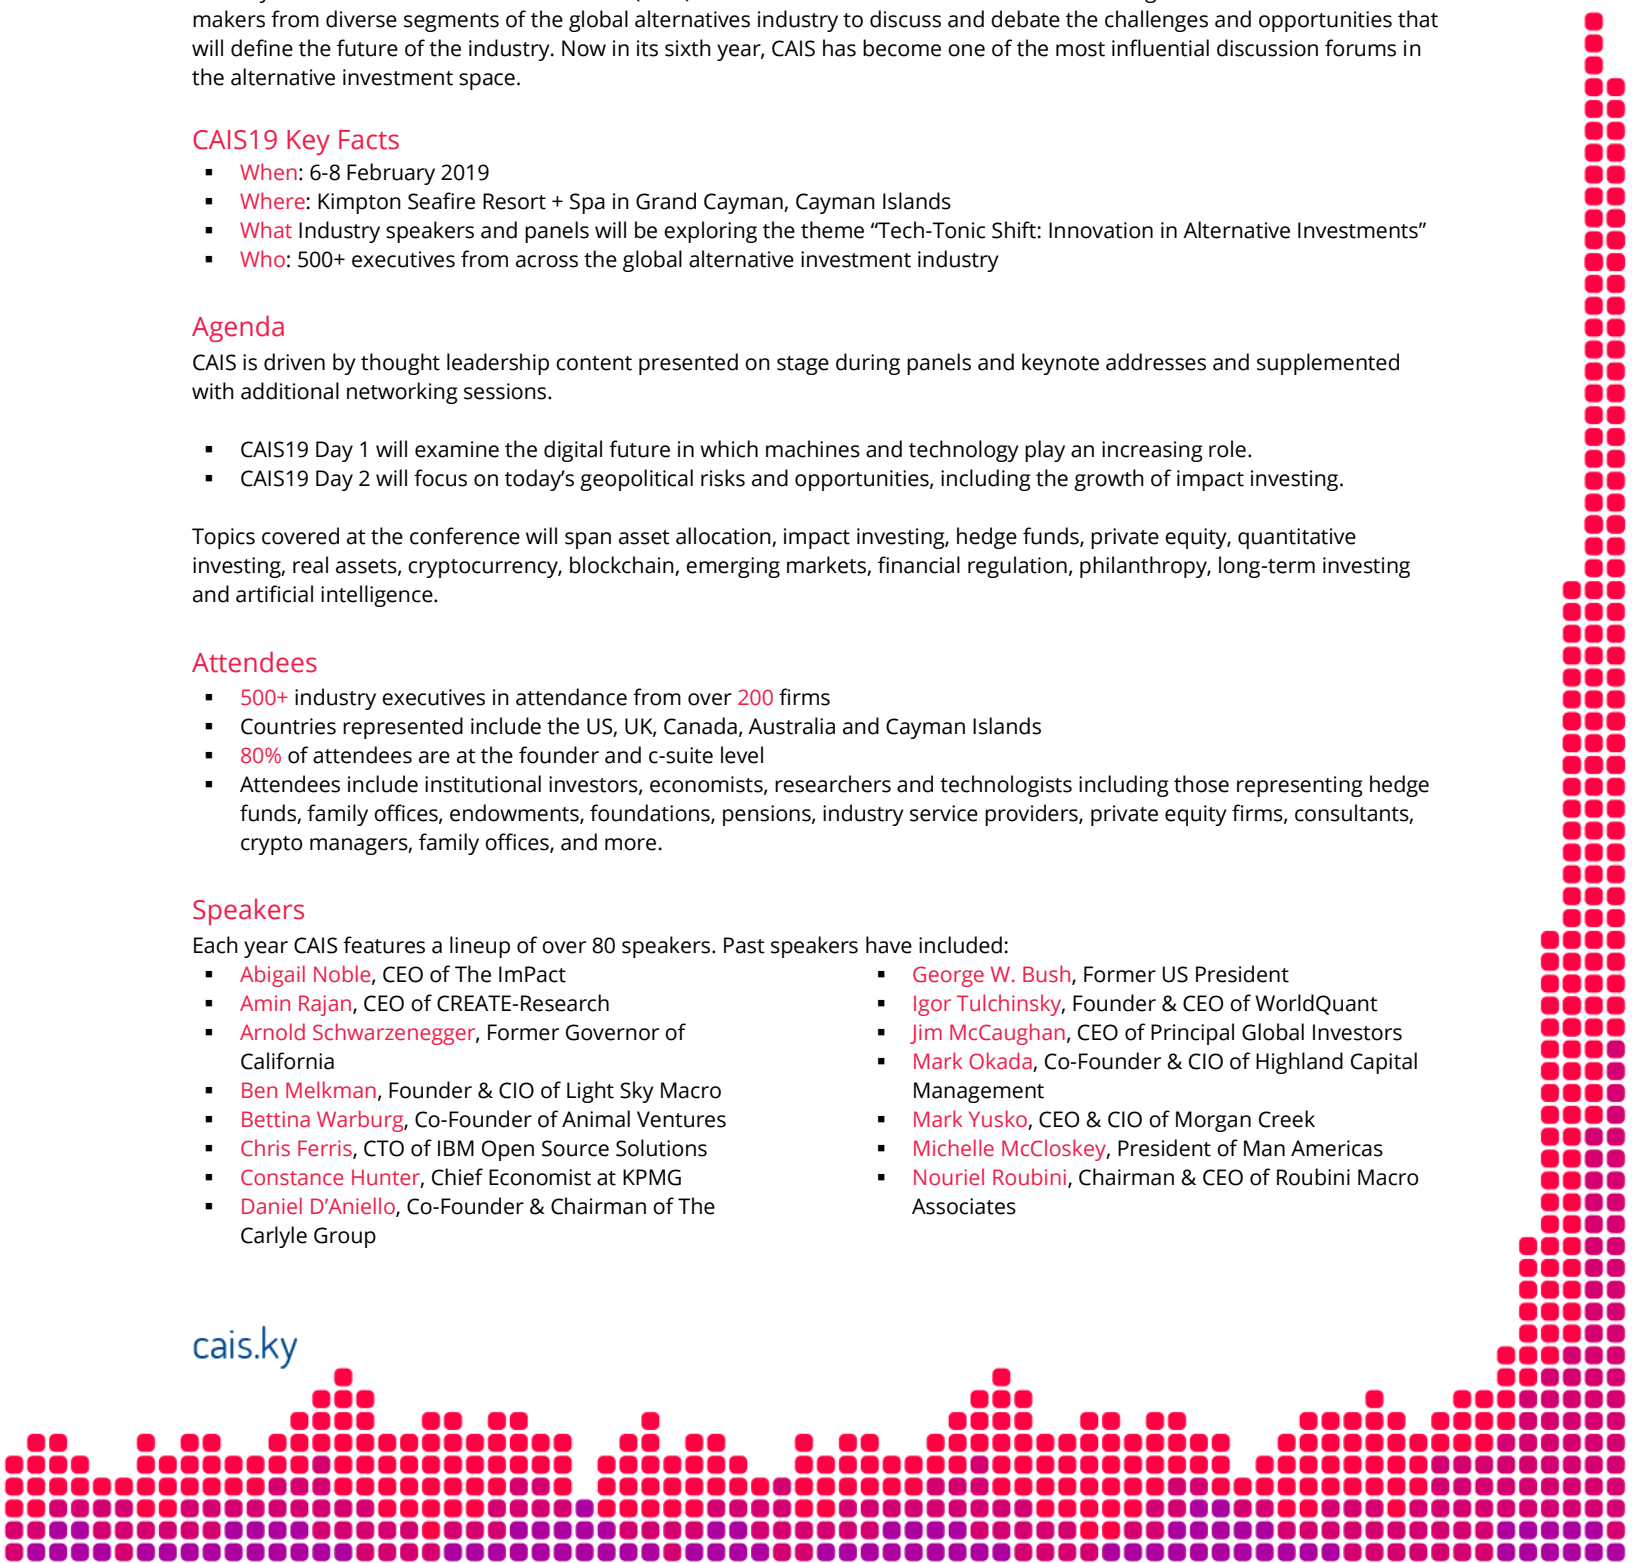 makers from diverse segments of the global alternatives industry to discuss and debate the challenges and opportunities that
will define the future of the industry. Now in its sixth year, CAIS has become one of the most influential discussion forums in
the alternative investment space.
CAIS19 Key Facts
▪ When: 6-8 February 2019
▪ Where: Kimpton Seafire Resort + Spa in Grand Cayman, Cayman Islands
▪ What Industry speakers and panels will be exploring the theme “Tech-Tonic Shift: Innovation in Alternative Investments”
▪ Who: 500+ executives from across the global alternative investment industry
Agenda
CAIS is driven by thought leadership content presented on stage during panels and keynote addresses and supplemented
with additional networking sessions.
▪ CAIS19 Day 1 will examine the digital future in which machines and technology play an increasing role.
▪ CAIS19 Day 2 will focus on today’s geopolitical risks and opportunities, including the growth of impact investing.
Topics covered at the conference will span asset allocation, impact investing, hedge funds, private equity, quantitative
investing, real assets, cryptocurrency, blockchain, emerging markets, financial regulation, philanthropy, long-term investing
and artificial intelligence.
Attendees
▪ 500+ industry executives in attendance from over 200 firms
▪ Countries represented include the US, UK, Canada, Australia and Cayman Islands
▪ 80% of attendees are at the founder and c-suite level
▪ Attendees include institutional investors, economists, researchers and technologists including those representing hedge
funds, family offices, endowments, foundations, pensions, industry service providers, private equity firms, consultants,
crypto managers, family offices, and more.
Speakers
Each year CAIS features a lineup of over 80 speakers. Past speakers have included:
▪ Abigail Noble, CEO of The ImPact
▪ Amin Rajan, CEO of CREATE-Research
▪ Arnold Schwarzenegger, Former Governor of
California
▪ Ben Melkman, Founder & CIO of Light Sky Macro
▪ Bettina Warburg, Co-Founder of Animal Ventures
▪ Chris Ferris, CTO of IBM Open Source Solutions
▪ Constance Hunter, Chief Economist at KPMG
▪ Daniel D’Aniello, Co-Founder & Chairman of The
Carlyle Group
▪ George W. Bush, Former US President
▪ Igor Tulchinsky, Founder & CEO of WorldQuant
▪ Jim McCaughan, CEO of Principal Global Investors
▪ Mark Okada, Co-Founder & CIO of Highland Capital
Management
▪ Mark Yusko, CEO & CIO of Morgan Creek
▪ Michelle McCloskey, President of Man Americas
▪ Nouriel Roubini, Chairman & CEO of Roubini Macro
Associates
cais.ky